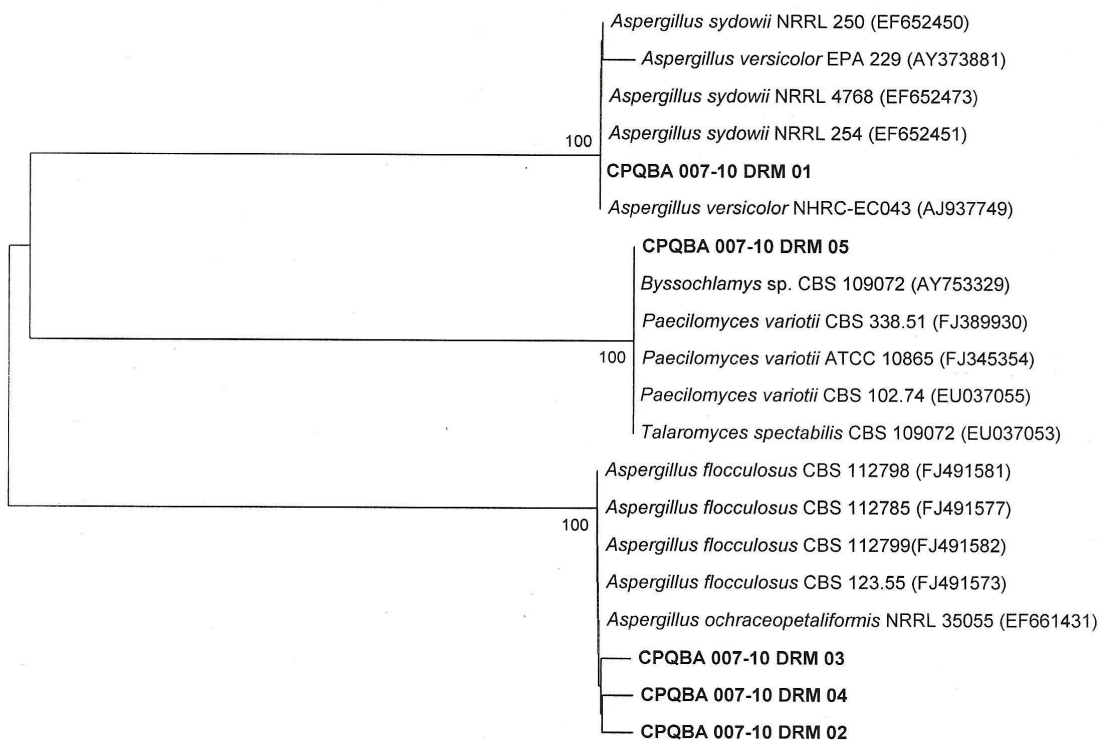 Aspergillus sydowii NRRL 250 (EF652450)
Aspergillus versicolor EPA 229 (AY373881)
Aspergillus sydowii NRRL 4768 (EF652473)
Aspergillus sydowii NRRL 254 (EF652451)
100
CPQBA 007-10 DRM 01
Aspergillus versicolor NHRC-EC043 (AJ937749)
CPQBA 007-10 DRM 05
Byssochlamys sp. CBS 109072 (AY753329)
Paecilomyces variotii CBS 338.51 (FJ389930)
100
Paecilomyces variotii ATCC 10865 (FJ345354)
Paecilomyces variotii CBS 102.74 (EU037055)
Talaromyces spectabilis CBS 109072 (EU037053)
Aspergillus flocculosus CBS 112798 (FJ491581)
Aspergillus flocculosus CBS 112785 (FJ491577)
100
Aspergillus flocculosus CBS 112799(FJ491582)
Aspergillus flocculosus CBS 123.55 (FJ491573)
Aspergillus ochraceopetaliformis NRRL 35055 (EF661431)
CPQBA 007-10 DRM 03
CPQBA 007-10 DRM 04
CPQBA 007-10 DRM 02